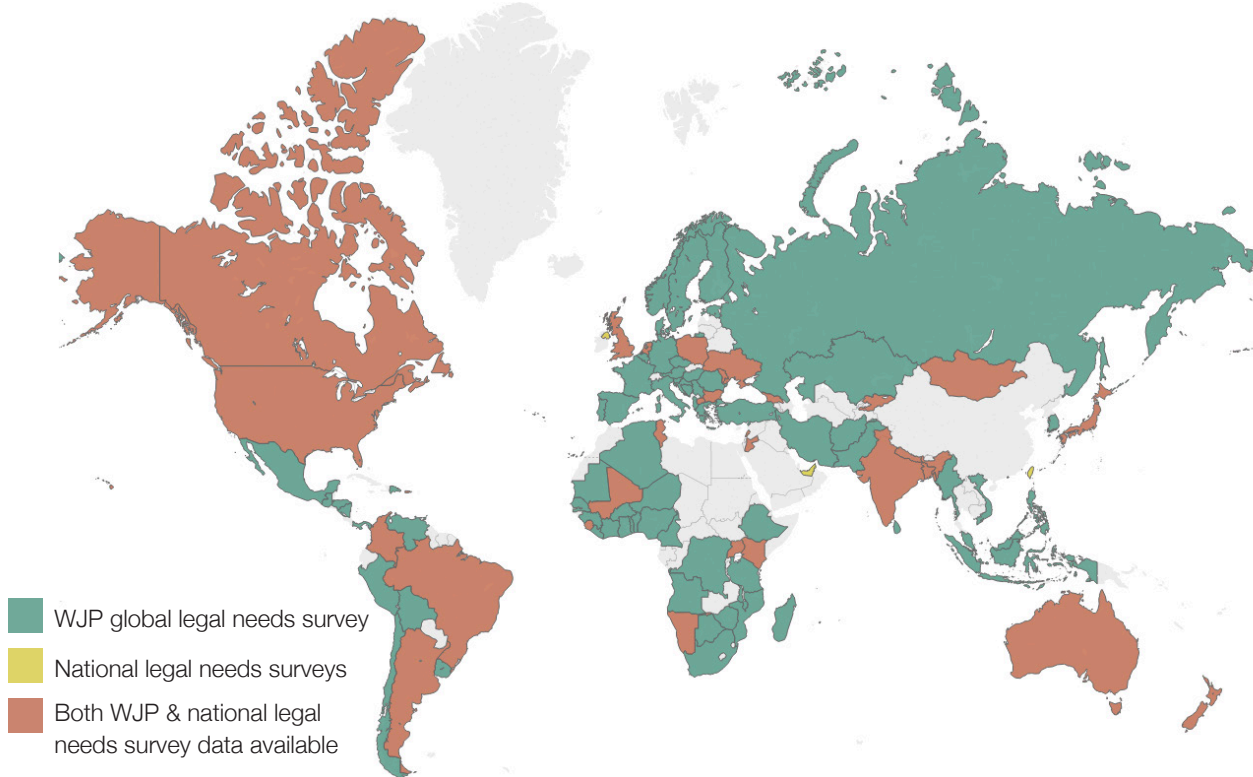 WJP global legal needs survey
National legal needs surveys
Both WJP & national legal
needs survey data available